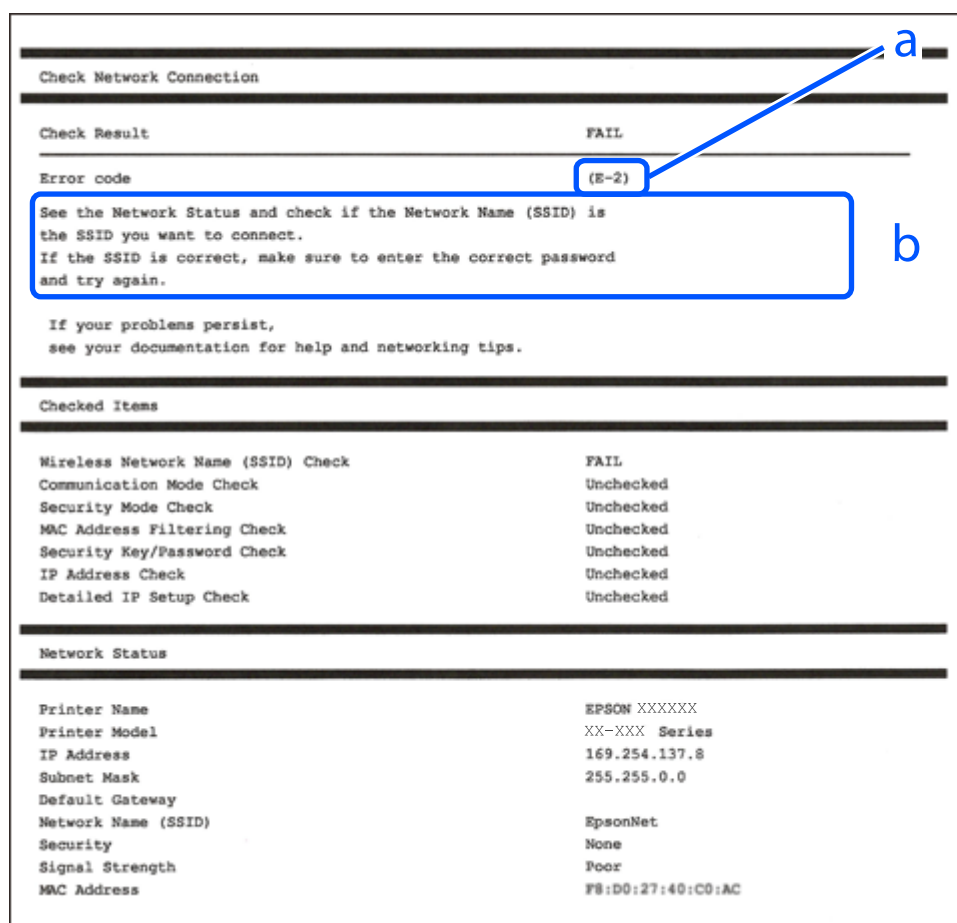 a
Check Network Connection
Check Result FAIL
Error code (E-2)
See the Network Status and check if the Network Name (SSID) is
the SSID you want to connect.
If the SSID is correct, make sure to enter the correct password
and try again.
b
If your problems persist,
see your documentation for help and networking tips.
Checked Items
Wireless Network Name (SSID) Check FAIL
Communication Mode Check Unchecked
Security Mode Check Unchecked
MAC Address Filtering Check Unchecked
Security Key/Password Check Unchecked
IP Address Check Unchecked
Detailed IP Setup Check Unchecked
Network Status
Printer Name EPSON XXXXXX
Printer Model XX-XXX Series
IP Address 169.254.137.8
Subnet Mask 255.255.0.0
Default Gateway
Network Name (SSID) EpsonNet
Security None
Signal Strength Poor
MAC Address F8:D0:27:40:C0:AC